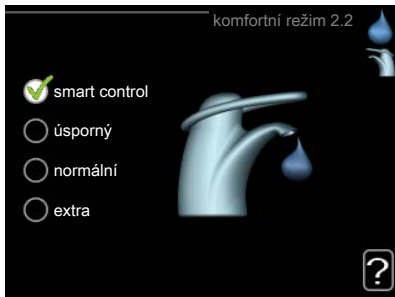 komfortní režim 2.2
smart control
úsporný
normální
extra
?